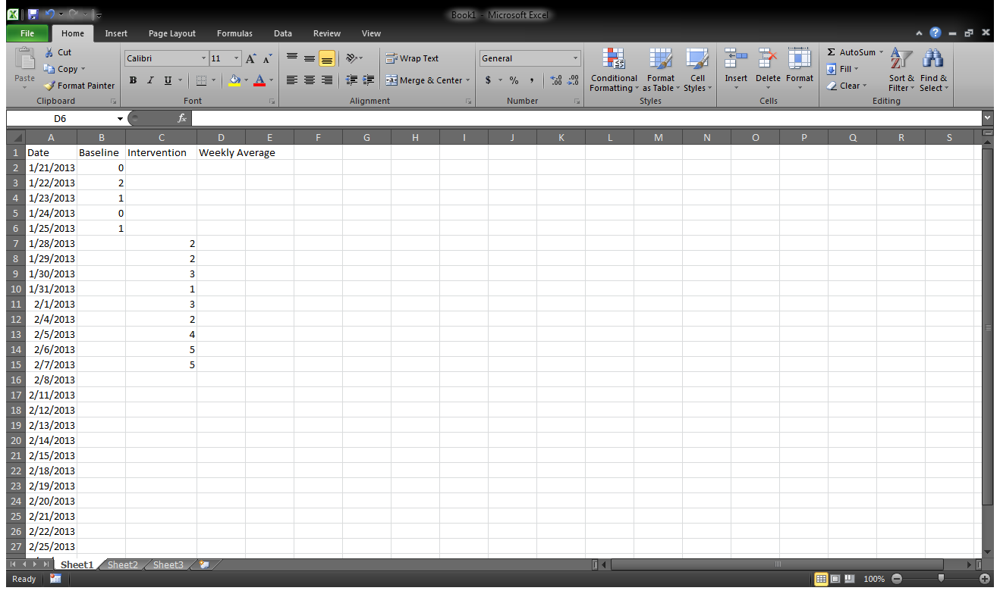 Book1 - Microsoft Excel
File Home Insert Page Layout Formulas Data Review View
Paste
Cut
Copy
Format Painter
Clipboard
Calibri 11
B I U A
Font
Wrap Text
Merge & Center
Alignment
General
$ % ,
Number
Conditional Formatting
Format as Table
Cell Styles
Styles
Insert Delete Format
Cells
Σ AutoSum
Fill
Clear
Sort & Filter
Find & Select
Editing
D6 fx
A B C D E F G H I J K L M N O P Q R S
1 Date Baseline Intervention Weekly Average
2 1/21/2013 0
3 1/22/2013 2
4 1/23/2013 1
5 1/24/2013 0
6 1/25/2013 1
7 1/28/2013 2
8 1/29/2013 2
9 1/30/2013 3
10 1/31/2013 1
11 2/1/2013 3
12 2/4/2013 2
13 2/5/2013 4
14 2/6/2013 5
15 2/7/2013 5
16 2/8/2013
17 2/11/2013
18 2/12/2013
19 2/13/2013
20 2/14/2013
21 2/15/2013
22 2/18/2013
23 2/19/2013
24 2/20/2013
25 2/21/2013
26 2/22/2013
27 2/25/2013
Sheet1 Sheet2 Sheet3
Ready 100%